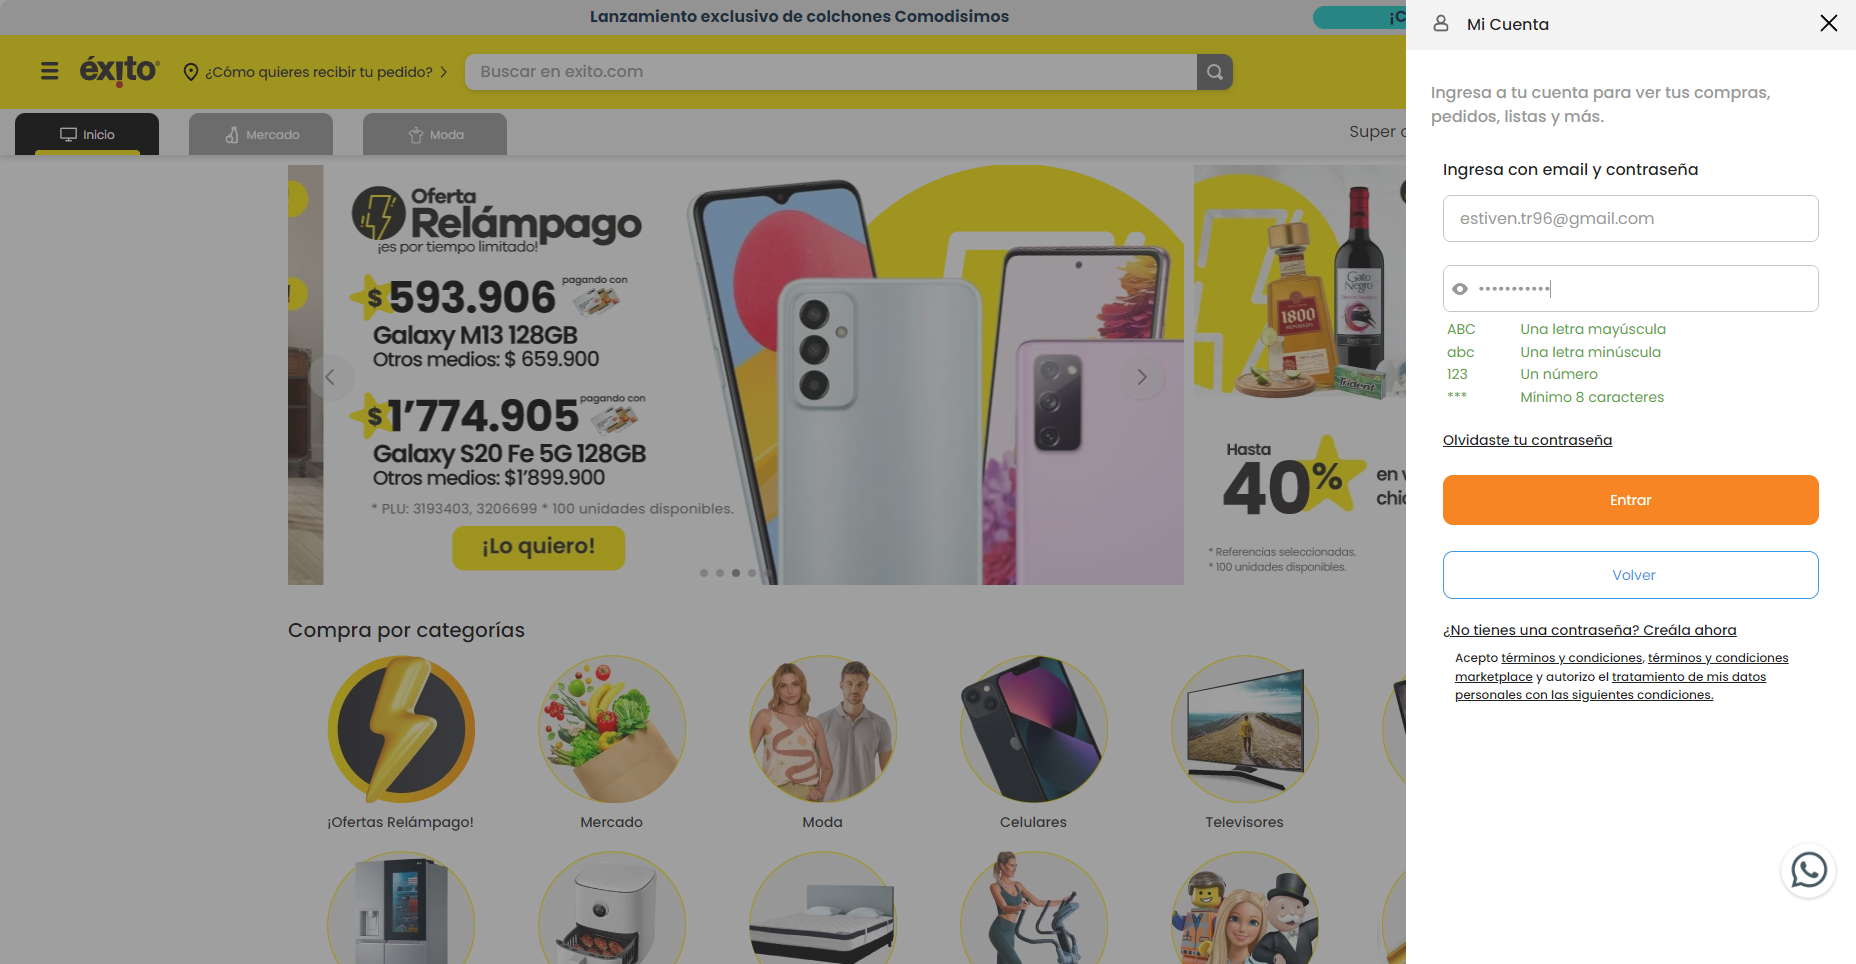 Lanzamiento exclusivo de colchones Comodisimos
¡C
éxito
¿Cómo quieres recibir tu pedido?
Buscar en exito.com
Inicio
Mercado
Moda
Super
Oferta
Relámpago
¡es por tiempo limitado!
$593.906
pagando con
Galaxy M13 128GB
Otros medios: $ 659.900
$1'774.905
pagando con
Galaxy S20 Fe 5G 128GB
Otros medios: $1'899.900
* PLU: 3193403, 3206699 * 100 unidades disponibles.
¡Lo quiero!
1800
Gato
Negro
Trident
Hasta
40%
en v
chic
* Referencias seleccionadas.
* 100 unidades disponibles.
Compra por categorías
¡Ofertas Relámpago!
Mercado
Moda
Celulares
Televisores
Mi Cuenta
Ingresa a tu cuenta para ver tus compras,
pedidos, listas y más.
Ingresa con email y contraseña
estiven.tr96@gmail.com
•••••••••••
ABC Una letra mayúscula
abc Una letra minúscula
123 Un número
*** Mínimo 8 caracteres
Olvidaste tu contraseña
Entrar
Volver
¿No tienes una contraseña? Creála ahora
Acepto términos y condiciones, términos y condiciones
marketplace y autorizo el tratamiento de mis datos
personales con las siguientes condiciones.